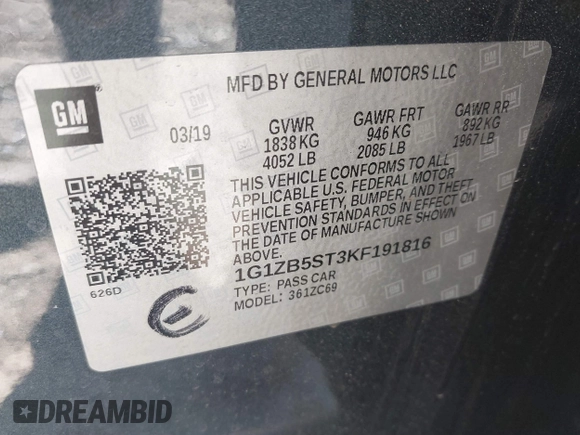 MFD BY GENERAL MOTORS LLC
GM
03/19 GVWR GAWR FRT GAWR RR
1838 KG 946 KG 892 KG
4052 LB 2085 LB 1967 LB
THIS VEHICLE CONFORMS TO ALL
APPLICABLE U.S. FEDERAL MOTOR
VEHICLE SAFETY, BUMPER, AND THEFT
PREVENTION STANDARDS IN EFFECT ON
THE DATE OF MANUFACTURE SHOWN
ABOVE.
1G1ZB5ST3KF191816
TYPE: PASS CAR
MODEL: 361ZC69
626D
DREAMBID